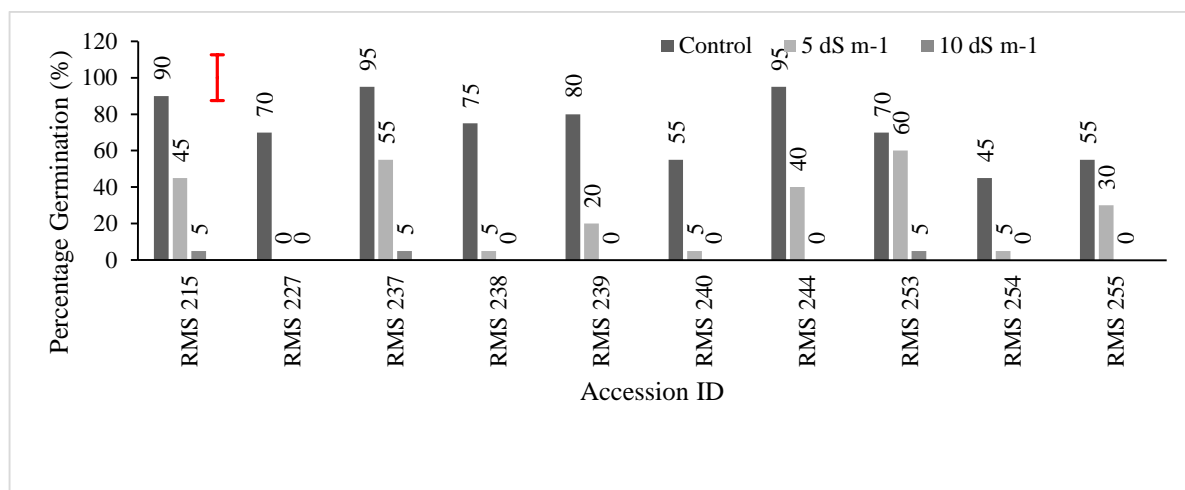 Percentage Germination (%)
120
100
80
60
40
20
0
Control 5 dS m-1 10 dS m-1
90 45 5
70 0 0
95 55 5
75 5 0
80 20 0
55 5 0
95 40 0
70 60 5
45 5 0
55 30 0
RMS 215
RMS 227
RMS 237
RMS 238
RMS 239
RMS 240
RMS 244
RMS 253
RMS 254
RMS 255
Accession ID